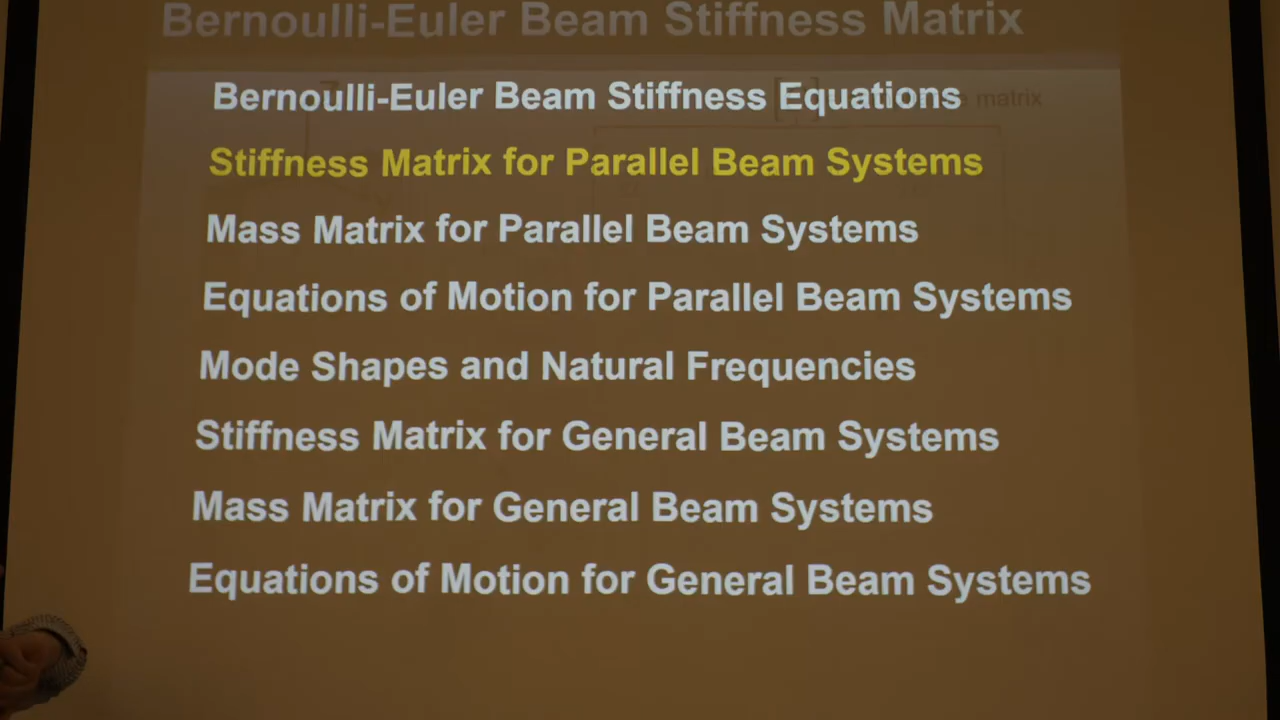 Bernoulli-Euler Beam Stiffness Matrix
Bernoulli-Euler Beam Stiffness Equations
matrix
Stiffness Matrix for Parallel Beam Systems
Mass Matrix for Parallel Beam Systems
Equations of Motion for Parallel Beam Systems
Mode Shapes and Natural Frequencies
Stiffness Matrix for General Beam Systems
Mass Matrix for General Beam Systems
Equations of Motion for General Beam Systems